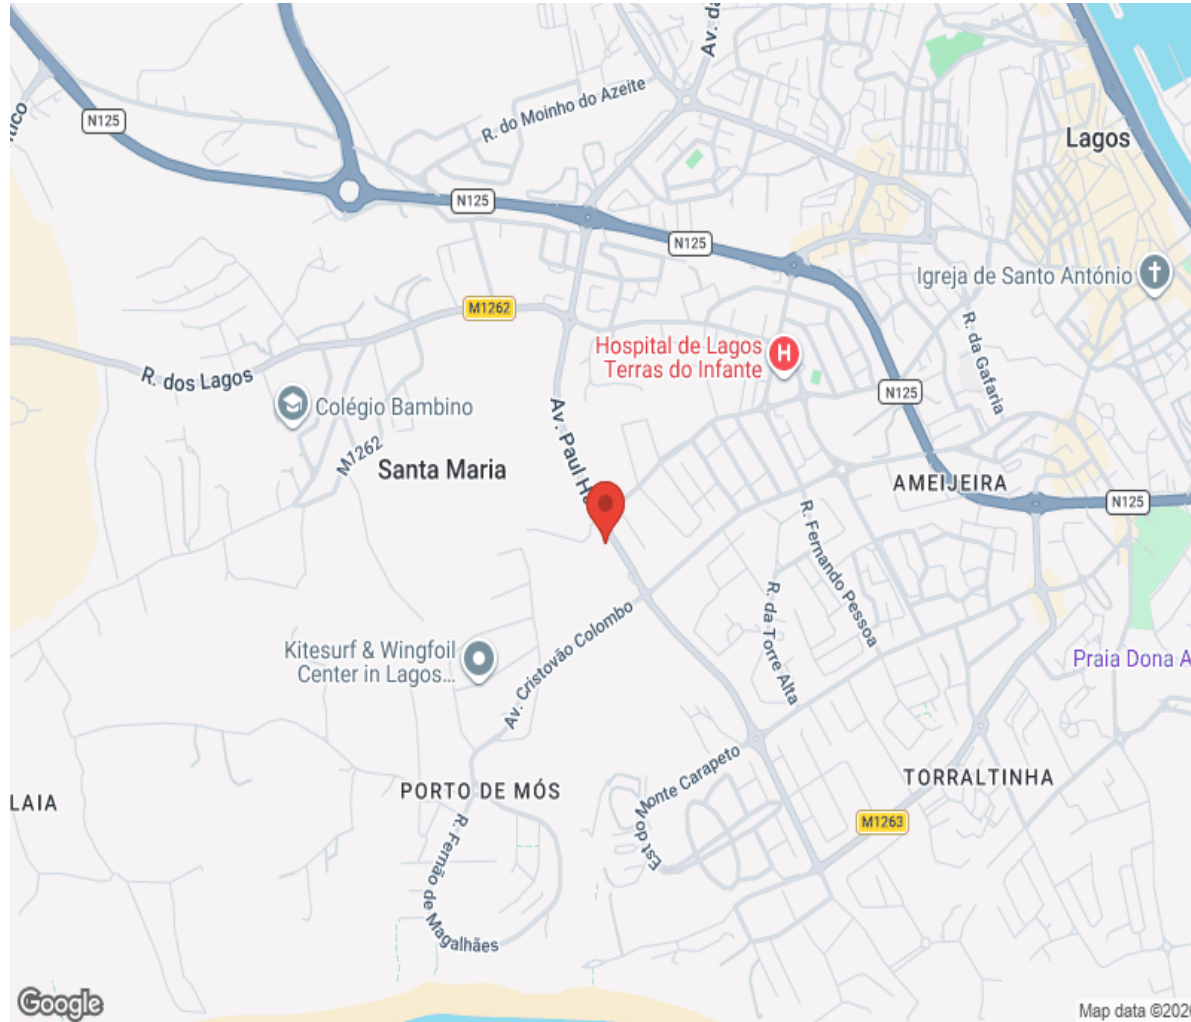 Av. da
R. do Moinho do Azeite
N125
Lagos
N125
N125
Igreja de Santo António
M1262
R. da Gafaria
Hospital de Lagos
Terras do Infante
R. dos Lagos
N125
Colégio Bambino
Av. Paul H
M1262
Santa Maria
AMEIJEIRA
N125
R. Fernando Pessoa
R. da Torre Alta
Av. Cristovão Colombo
Kitesurf & Wingfoil
Center in Lagos...
Praia Dona A
Monte Carapeto
Est do
TORRALTINHA
PORTO DE MÓS
LAIA
M1263
R. Fernão de Magalhães
Google
Map data ©202